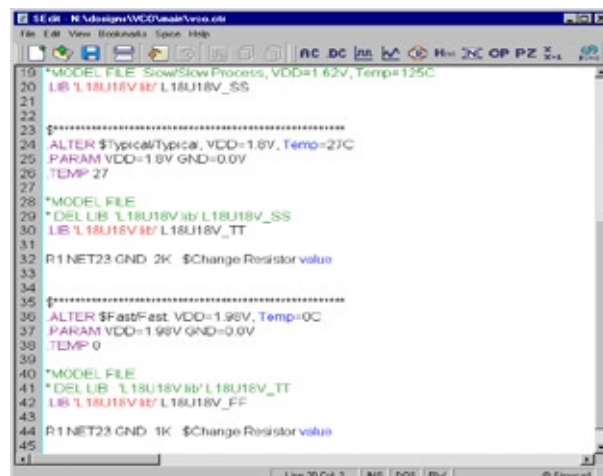 SEdit - N:\designs\VCO\main\vco.ctr
File Edit View Bookmarks Spice Help
AC DC OP PZ
19 *MODEL FILE Slow/Slow Process, VDD=1.62V, Temp=125C
20 .LIB 'L18U18V.lib' L18U18V_SS
21
22
23 $******************************************************
24 .ALTER $Typical/Typical, VDD=1.8V, Temp=27C
25 .PARAM VDD=1.8V GND=0.0V
26 .TEMP 27
27
28 *MODEL FILE
29 * DEL LIB 'L18U18V.lib' L18U18V_SS
30 .LIB 'L18U18V.lib' L18U18V_TT
31
32 R1 NET23 GND 2K $Change Resistor value
33
34
35 $******************************************************
36 .ALTER $Fast/Fast, VDD=1.98V, Temp=0C
37 .PARAM VDD=1.98V GND=0.0V
38 .TEMP 0
39
40 *MODEL FILE
41 * DEL LIB 'L18U18V.lib' L18U18V_TT
42 .LIB 'L18U18V.lib' L18U18V_FF
43
44 R1 NET23 GND 1K $Change Resistor value
45
INS DOS